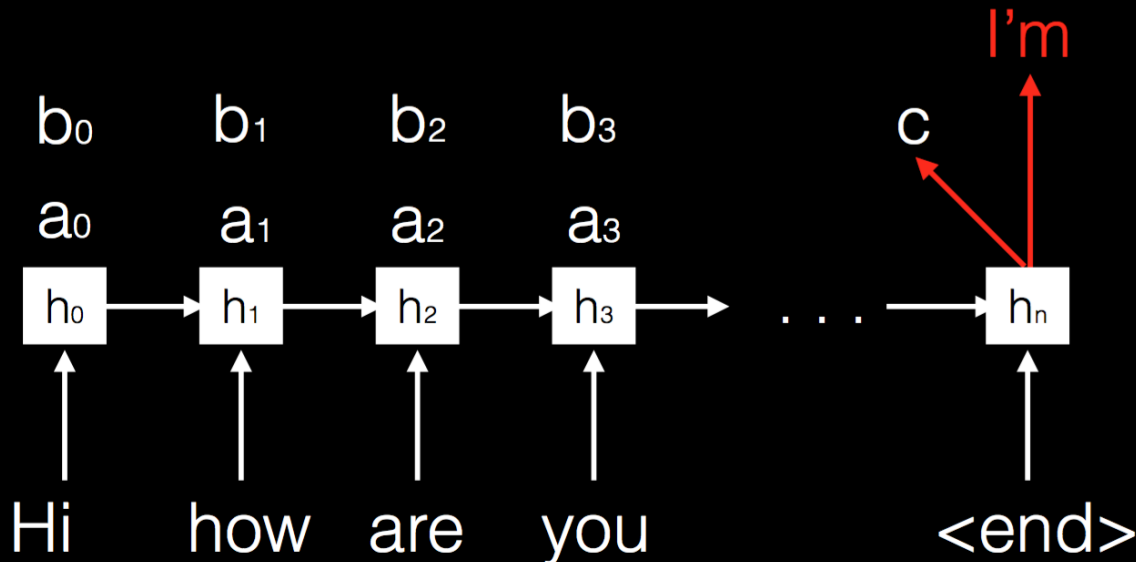 I'm
b0 b1 b2 b3 c
a0 a1 a2 a3
h0 h1 h2 h3 . . . hn
Hi how are you <end>